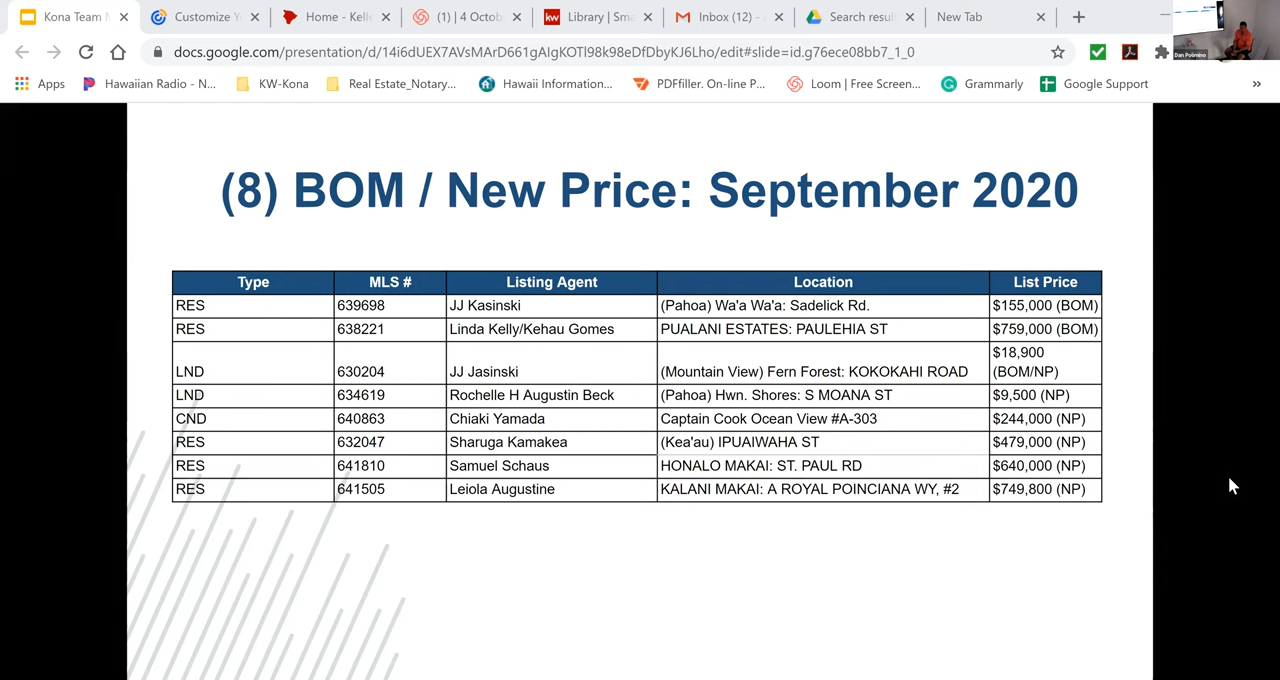 Kona Team M
Customize Y
Home - Kelle
(1) | 4 Octob
Library | Sma
Inbox (12) -
Search resul
New Tab
docs.google.com/presentation/d/14i6dUEX7AVsMArD661gAIgKOTl98k98eDfDbyKJ6Lho/edit#slide=id.g76ece08bb7_1_0
Dan Polimino
Apps
Hawaiian Radio - N...
KW-Kona
Real Estate_Notary...
Hawaii Information...
PDFfiller. On-line P...
Loom | Free Screen...
Grammarly
Google Support
»
(8) BOM / New Price: September 2020
Type MLS # Listing Agent Location List Price
RES 639698 JJ Kasinski (Pahoa) Wa'a Wa'a: Sadelick Rd. $155,000 (BOM)
RES 638221 Linda Kelly/Kehau Gomes PUALANI ESTATES: PAULEHIA ST $759,000 (BOM)
LND 630204 JJ Jasinski (Mountain View) Fern Forest: KOKOKAHI ROAD $18,900
(BOM/NP)
LND 634619 Rochelle H Augustin Beck (Pahoa) Hwn. Shores: S MOANA ST $9,500 (NP)
CND 640863 Chiaki Yamada Captain Cook Ocean View #A-303 $244,000 (NP)
RES 632047 Sharuga Kamakea (Kea'au) IPUAIWAHA ST $479,000 (NP)
RES 641810 Samuel Schaus HONALO MAKAI: ST. PAUL RD $640,000 (NP)
RES 641505 Leiola Augustine KALANI MAKAI: A ROYAL POINCIANA WY, #2 $749,800 (NP)